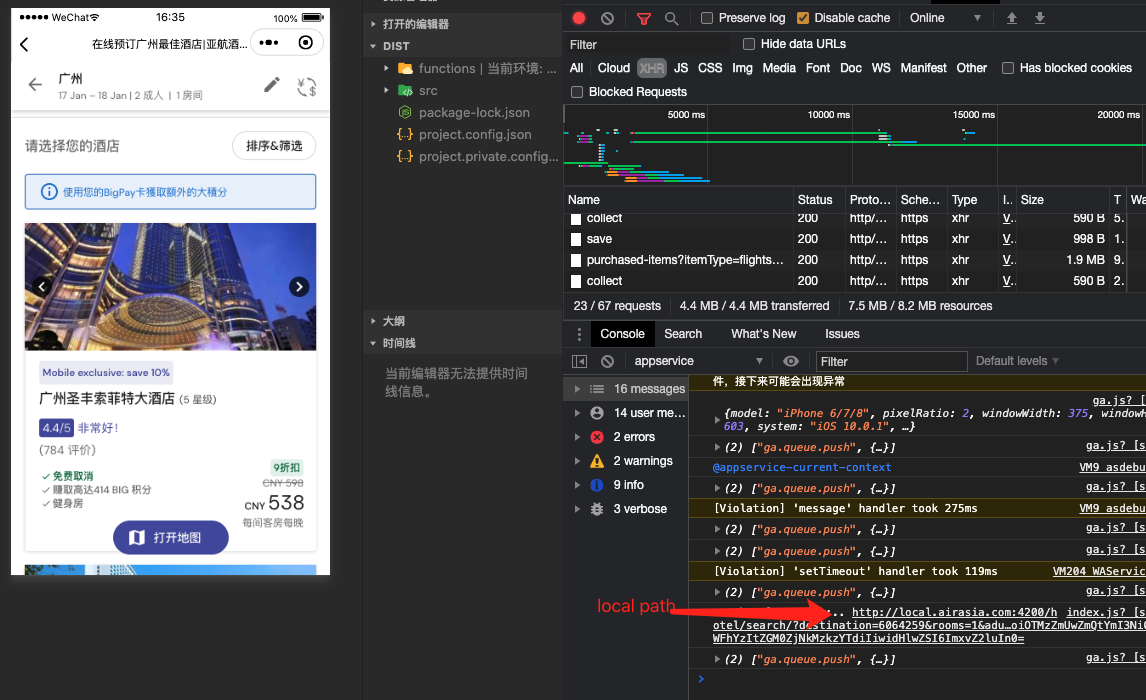 ●●●●● WeChat
16:35
100%
在线预订广州最佳酒店|亚航酒...
广州
17 Jan – 18 Jan | 2 成人 | 1 房间
请选择您的酒店
排序&筛选
使用您的BigPay卡獲取額外的大積分
Mobile exclusive: save 10%
广州圣丰索菲特大酒店 (5 星级)
4.4/5 非常好!
(784 评价)
免费取消
赚取高达414 BIG 积分
健身房
9折扣
CNY 598
CNY 538
每间客房每晚
打开地图
打开的编辑器
DIST
functions | 当前环境: ...
src
package-lock.json
project.config.json
project.private.config...
大纲
时间线
当前编辑器无法提供时间
线信息。
Preserve log
Disable cache
Online
Filter
Hide data URLs
All Cloud XHR JS CSS Img Media Font Doc WS Manifest Other
Has blocked cookies
Blocked Requests
5000 ms 10000 ms 15000 ms 20000 ms
Name Status Proto... Sche... Type I.. Size T Wa
collect 200 http/... https xhr V.. 590 B 5.
save 200 http/... https xhr V.. 998 B 1.
purchased-items?itemType=flights... 200 http/... https xhr V.. 1.9 MB 9.
collect 200 http/... https xhr V.. 590 B 2.
23 / 67 requests 4.4 MB / 4.4 MB transferred 7.5 MB / 8.2 MB resources
Console Search What's New Issues
appservice
Filter
Default levels
16 messages
14 user me...
2 errors
2 warnings
9 info
3 verbose
件，接下来可能会出现异常
ga.js? [
{model: "iPhone 6/7/8", pixelRatio: 2, windowWidth: 375, windowH
603, system: "iOS 10.0.1", …}
(2) ["ga.queue.push", {…}] ga.js? [s
@appservice-current-context VM9 asdebu
(2) ["ga.queue.push", {…}] ga.js? [s
[Violation] 'message' handler took 275ms VM9 asdebu
(2) ["ga.queue.push", {…}] ga.js? [s
(2) ["ga.queue.push", {…}] ga.js? [s
[Violation] 'setTimeout' handler took 119ms VM204 WAServic
(2) ["ga.queue.push", {…}] ga.js? [s
local path
.. http://local.airasia.com:4200/h index.js? [s
otel/search/?destination=6064259&rooms=1&adu…oiOTMzZmUwZmQtYmI3Ni0
WFhYzItZGM0ZjNkMzkzYTdiIiwidHlwZSI6ImxvZ2luIn0=
(2) ["ga.queue.push", {…}] ga.js? [s